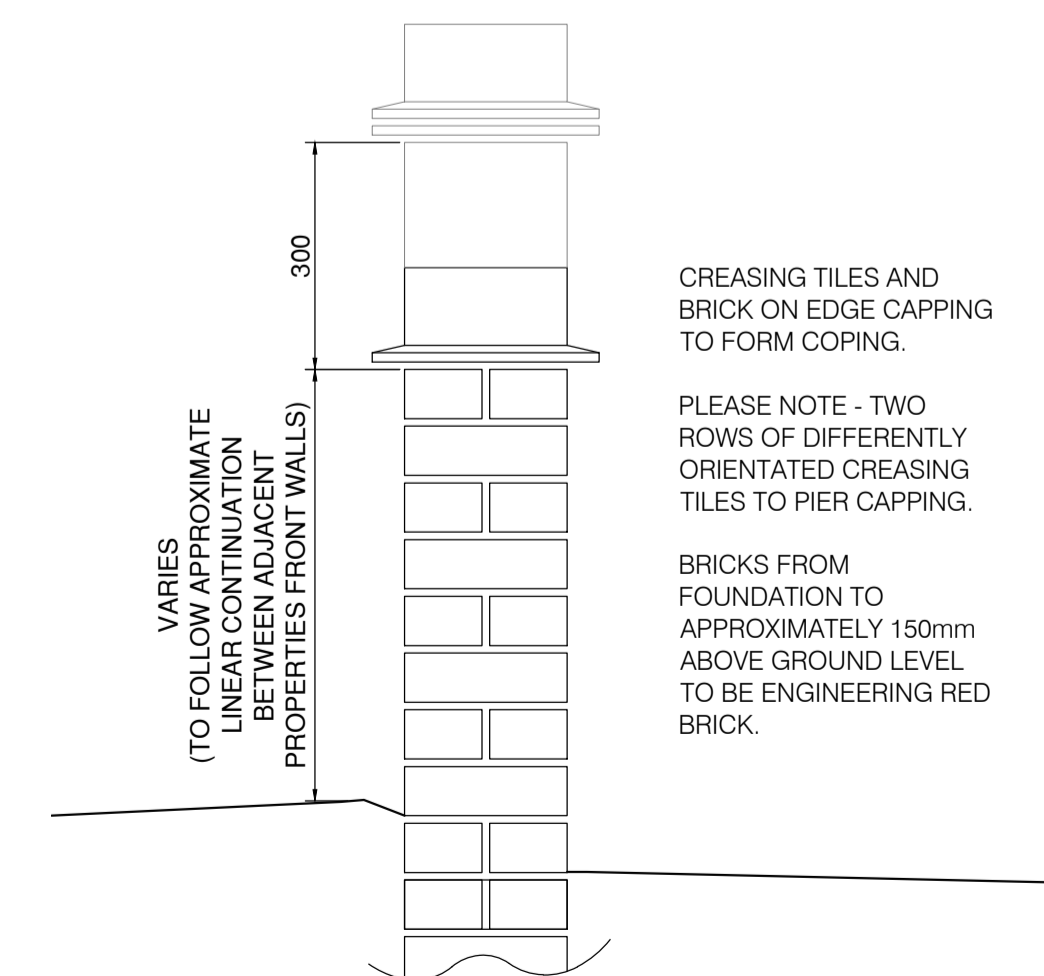 300
VARIES
(TO FOLLOW APPROXIMATE
LINEAR CONTINUATION
BETWEEN ADJACENT
PROPERTIES FRONT WALLS)
CREASING TILES AND
BRICK ON EDGE CAPPING
TO FORM COPING.
PLEASE NOTE - TWO
ROWS OF DIFFERENTLY
ORIENTATED CREASING
TILES TO PIER CAPPING.
BRICKS FROM
FOUNDATION TO
APPROXIMATELY 150mm
ABOVE GROUND LEVEL
TO BE ENGINEERING RED
BRICK.